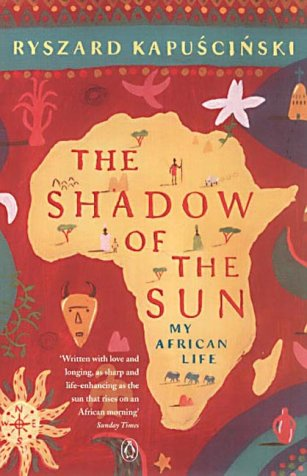 RYSZARD KAPUŚCIŃSKI
THE
SHADOW
OF
THE
SUN
MY
AFRICAN
LIFE
'Written with love and
longing, as sharp and
life-enhancing as the
sun that rises on an
African morning'
Sunday Times
N
W E
S